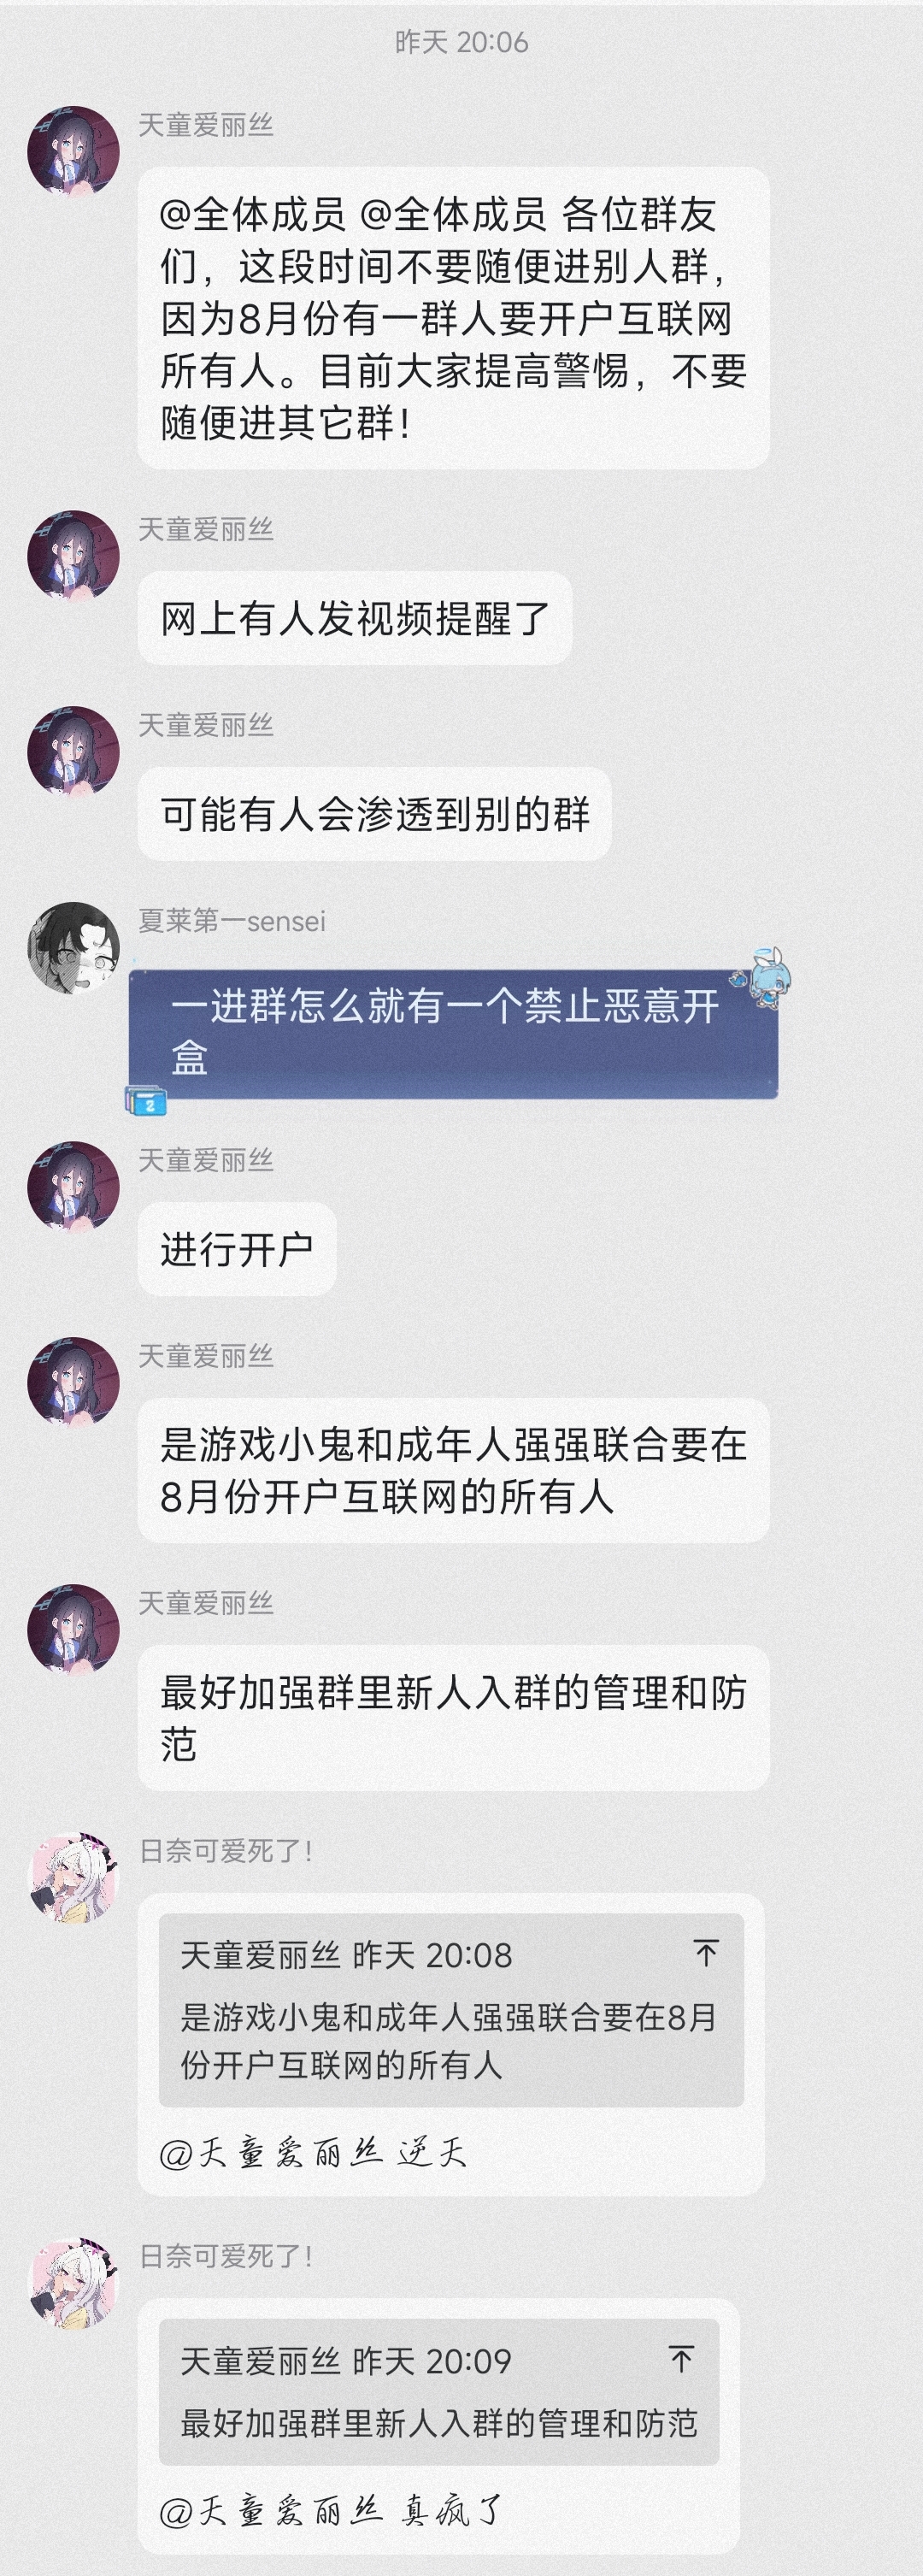 昨天 20:06
天童爱丽丝
@全体成员 @全体成员 各位群友
们，这段时间不要随便进别人群，
因为8月份有一群人要开户互联网
所有人。目前大家提高警惕，不要
随便进其它群！
天童爱丽丝
网上有人发视频提醒了
天童爱丽丝
可能有人会渗透到别的群
夏莱第一sensei
一进群怎么就有一个禁止恶意开
盒
天童爱丽丝
进行开户
天童爱丽丝
是游戏小鬼和成年人强强联合要在
8月份开户互联网的所有人
天童爱丽丝
最好加强群里新人入群的管理和防
范
日奈可爱死了！
天童爱丽丝 昨天 20:08
是游戏小鬼和成年人强强联合要在8月
份开户互联网的所有人
@天童爱丽丝 逆天
日奈可爱死了！
天童爱丽丝 昨天 20:09
最好加强群里新人入群的管理和防范
@天童爱丽丝 真疯了